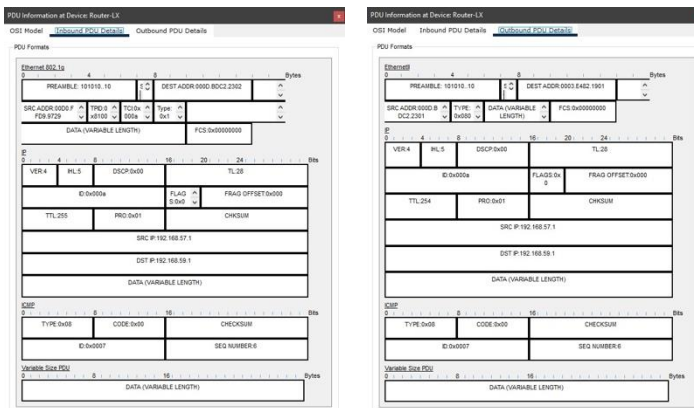 PDU Information at Device: Router-LX
x
OSI Model Inbound PDU Details Outbound PDU Details
PDU Formats
Ethernet 802.1q
0 4 8 Bytes
PREAMBLE: 101010..10 DEST ADDR:000D.BDC2.2302
SRC ADDR:00D0.F TPID:0 TCI:0x Type:
FD9.9729 x8100 000a 0x1
DATA (VARIABLE LENGTH) FCS:0x00000000
IP
0 4 8 16 20 24 Bits
VER:4 IHL:5 DSCP:0x00 TL:28
ID:0x000a FLAG FRAG OFFSET:0x000
S:0x0
TTL:255 PRO:0x01 CHKSUM
SRC IP:192.168.57.1
DST IP:192.168.59.1
DATA (VARIABLE LENGTH)
ICMP
0 8 16 Bits
TYPE:0x08 CODE:0x00 CHECKSUM
ID:0x0007 SEQ NUMBER:6
Variable Size PDU
0 8 16 Bytes
DATA (VARIABLE LENGTH)
PDU Information at Device: Router-LX
OSI Model Inbound PDU Details Outbound PDU Details
PDU Formats
EthernetII
0 4 8 Bytes
PREAMBLE: 101010..10 DEST ADDR:0003.E482.1901
SRC ADDR:000D.B TYPE: DATA (VARIABLE FCS:0x00000000
DC2.2301 0x080 LENGTH)
IP
0 4 8 16 20 24 Bits
VER:4 IHL:5 DSCP:0x00 TL:28
ID:0x000a FLAGS:0x FRAG OFFSET:0x000
0
TTL:254 PRO:0x01 CHKSUM
SRC IP:192.168.57.1
DST IP:192.168.59.1
DATA (VARIABLE LENGTH)
ICMP
0 8 16 Bits
TYPE:0x08 CODE:0x00 CHECKSUM
ID:0x0007 SEQ NUMBER:6
Variable Size PDU
0 8 16 Bytes
DATA (VARIABLE LENGTH)